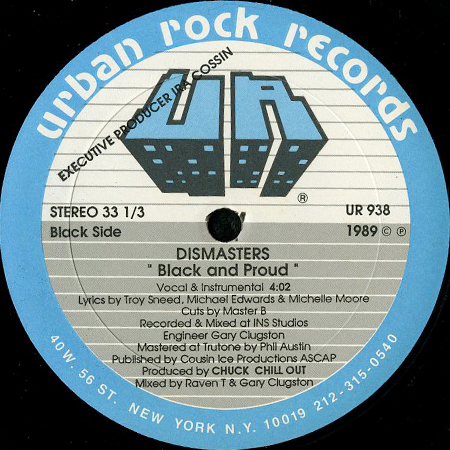 urban rock records
EXECUTIVE PRODUCER IRA COSSIN
UR
®
STEREO 33 1/3
UR 938
Black Side
1989 © ℗
DISMASTERS
" Black and Proud "
Vocal & Instrumental 4:02
Lyrics by Troy Sneed, Michael Edwards & Michelle Moore
Cuts by Master B
Recorded & Mixed at INS Studios
Engineer Gary Clugston
Mastered at Trutone by Phil Austin
Published by Cousin Ice Productions ASCAP
Produced by CHUCK CHILL OUT
Mixed by Raven T & Gary Clugston
40 W. 56 ST. NEW YORK N.Y. 10019 212-315-0540